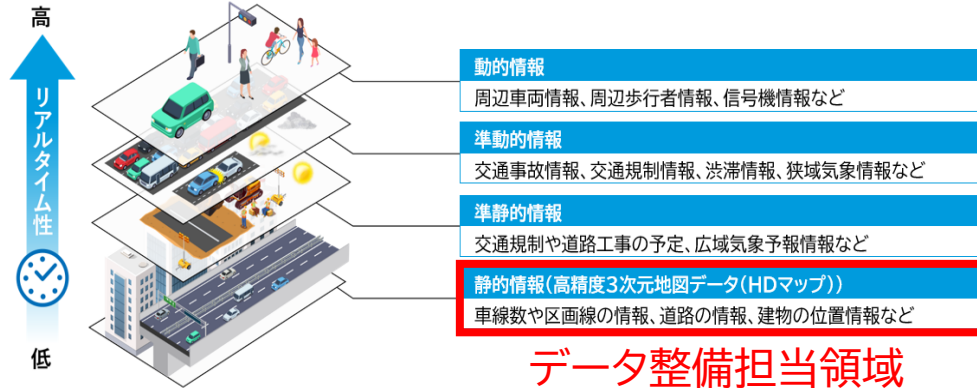 高
リアルタイム性
低
動的情報
周辺車両情報、周辺歩行者情報、信号機情報など
準動的情報
交通事故情報、交通規制情報、渋滞情報、狭域気象情報など
準静的情報
交通規制や道路工事の予定、広域気象予報情報など
静的情報(高精度3次元地図データ(HDマップ))
車線数や区画線の情報、道路の情報、建物の位置情報など
データ整備担当領域